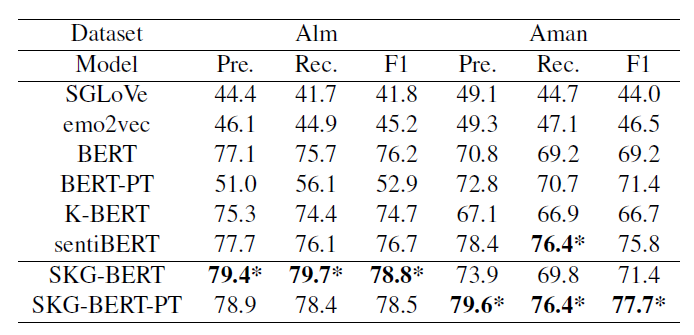 Dataset Alm Aman
Model Pre. Rec. F1 Pre. Rec. F1
SGLoVe 44.4 41.7 41.8 49.1 44.7 44.0
emo2vec 46.1 44.9 45.2 49.3 47.1 46.5
BERT 77.1 75.7 76.2 70.8 69.2 69.2
BERT-PT 51.0 56.1 52.9 72.8 70.7 71.4
K-BERT 75.3 74.4 74.7 67.1 66.9 66.7
sentiBERT 77.7 76.1 76.7 78.4 76.4* 75.8
SKG-BERT 79.4* 79.7* 78.8* 73.9 69.8 71.4
SKG-BERT-PT 78.9 78.4 78.5 79.6* 76.4* 77.7*